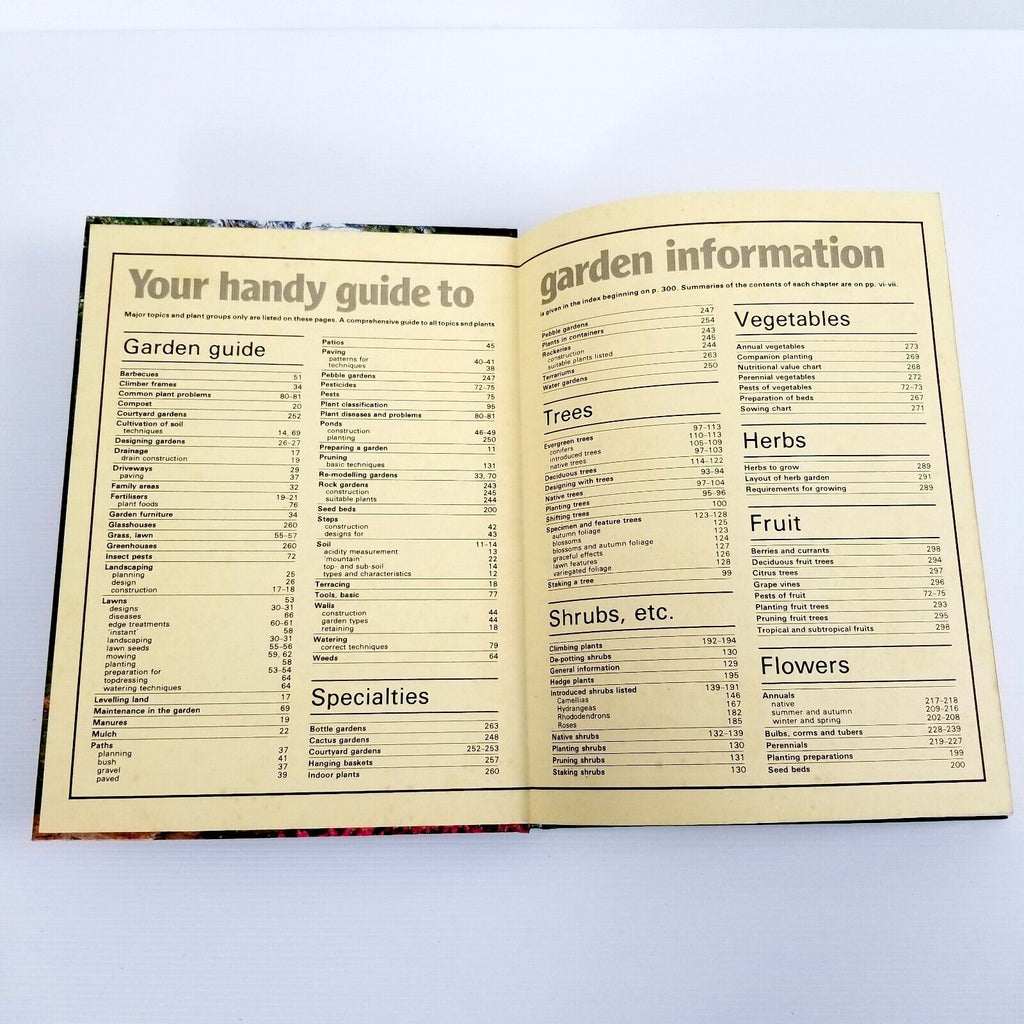 Your handy guide to
Major topics and plant groups only are listed on these pages. A comprehensive guide to all topics and plants
Garden guide
Barbecues 51
Climber frames 34
Common plant problems 80–81
Compost 20
Courtyard gardens 252
Cultivation of soil
techniques 14, 69
Designing gardens 26–27
Drainage 17
drain construction 19
Driveways 29
paving 37
Family areas 32
Fertilisers 19–21
plant foods 76
Garden furniture 34
Glasshouses 260
Grass, lawn 55–57
Greenhouses 260
Insect pests 72
Landscaping
planning 25
design 26
construction 17–18
Lawns 53
designs 30–31
diseases 66
edge treatments 60–61
'instant' 58
landscaping 30–31
lawn seeds 55–56
mowing 59, 62
planting 58
preparation for 53–54
topdressing 64
watering techniques 64
Levelling land 17
Maintenance in the garden 69
Manures 19
Mulch 22
Paths
planning 37
bush 41
gravel 37
paved 39
Patios 45
Paving
patterns for 40–41
techniques 38
Pebble gardens 247
Pesticides 72–75
Pests 75
Plant classification 95
Plant diseases and problems 80–81
Ponds
construction 46–49
planting 250
Preparing a garden 11
Pruning
basic techniques 131
Re-modelling gardens 33, 70
Rock gardens 243
construction 245
suitable plants 244
Seed beds 200
Steps
construction 42
designs for 43
Soil 11–14
acidity measurement 13
'mountain' 22
top- and sub-soil 14
types and characteristics 12
Terracing 18
Tools, basic 77
Walls
construction 44
garden types 44
retaining 18
Watering
correct techniques 79
Weeds 64
Specialties
Bottle gardens 263
Cactus gardens 248
Courtyard gardens 252–253
Hanging baskets 257
Indoor plants 260
garden information
is given in the index beginning on p. 300. Summaries of the contents of each chapter are on pp. vi-vii.
Pebble gardens 247
Plants in containers 254
Rockeries 243
construction 245
suitable plants listed 244
Terrariums 263
Water gardens 250
Trees
Evergreen trees 97–113
conifers 110–113
introduced trees 105–109
native trees 97–103
Deciduous trees 114–122
Designing with trees 93–94
Native trees 97–104
Planting trees 95–96
Shifting trees 100
Specimen and feature trees 123–128
autumn foliage 125
blossoms 123
blossoms and autumn foliage 124
graceful effects 127
lawn features 126
variegated foliage 128
Staking a tree 99
Shrubs, etc.
Climbing plants 192–194
De-potting shrubs 130
General information 129
Hedge plants 195
Introduced shrubs listed 139–191
Camellias 146
Hydrangeas 167
Rhododendrons 182
Roses 185
Native shrubs 132–139
Planting shrubs 130
Pruning shrubs 131
Staking shrubs 130
Vegetables
Annual vegetables 273
Companion planting 269
Nutritional value chart 268
Perennial vegetables 272
Pests of vegetables 72–73
Preparation of beds 267
Sowing chart 271
Herbs
Herbs to grow 289
Layout of herb garden 291
Requirements for growing 289
Fruit
Berries and currants 298
Deciduous fruit trees 294
Citrus trees 297
Grape vines 296
Pests of fruit 72–75
Planting fruit trees 293
Pruning fruit trees 295
Tropical and subtropical fruits 298
Flowers
Annuals
native 217–218
summer and autumn 209–216
winter and spring 202–208
Bulbs, corms and tubers 228–239
Perennials 219–227
Planting preparations 199
Seed beds 200